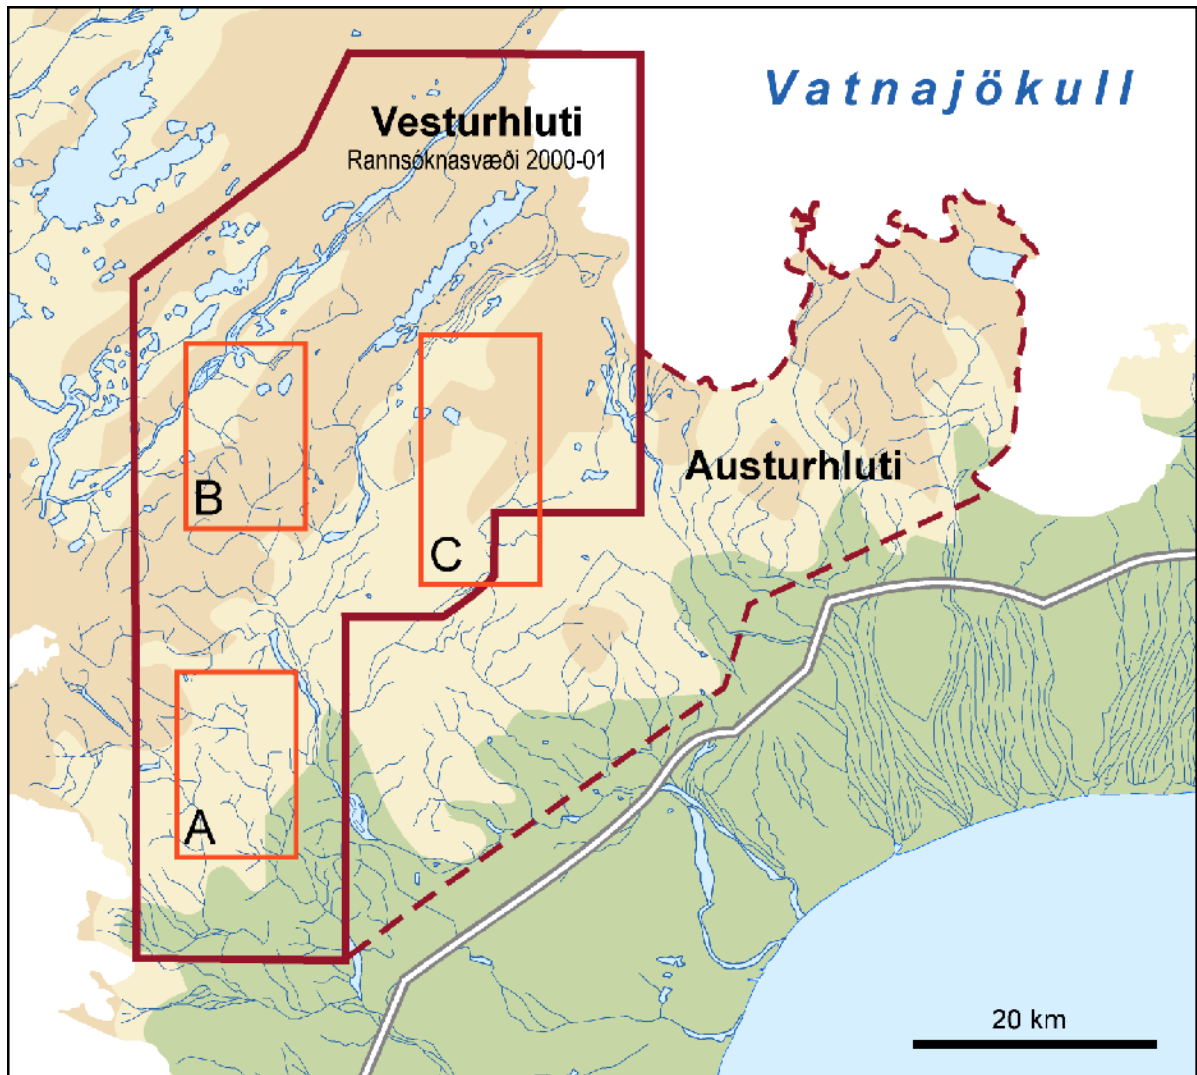 Vatnajökull
Vesturhluti
Rannsóknasvæði 2000-01
Austurhluti
B
C
A
20 km